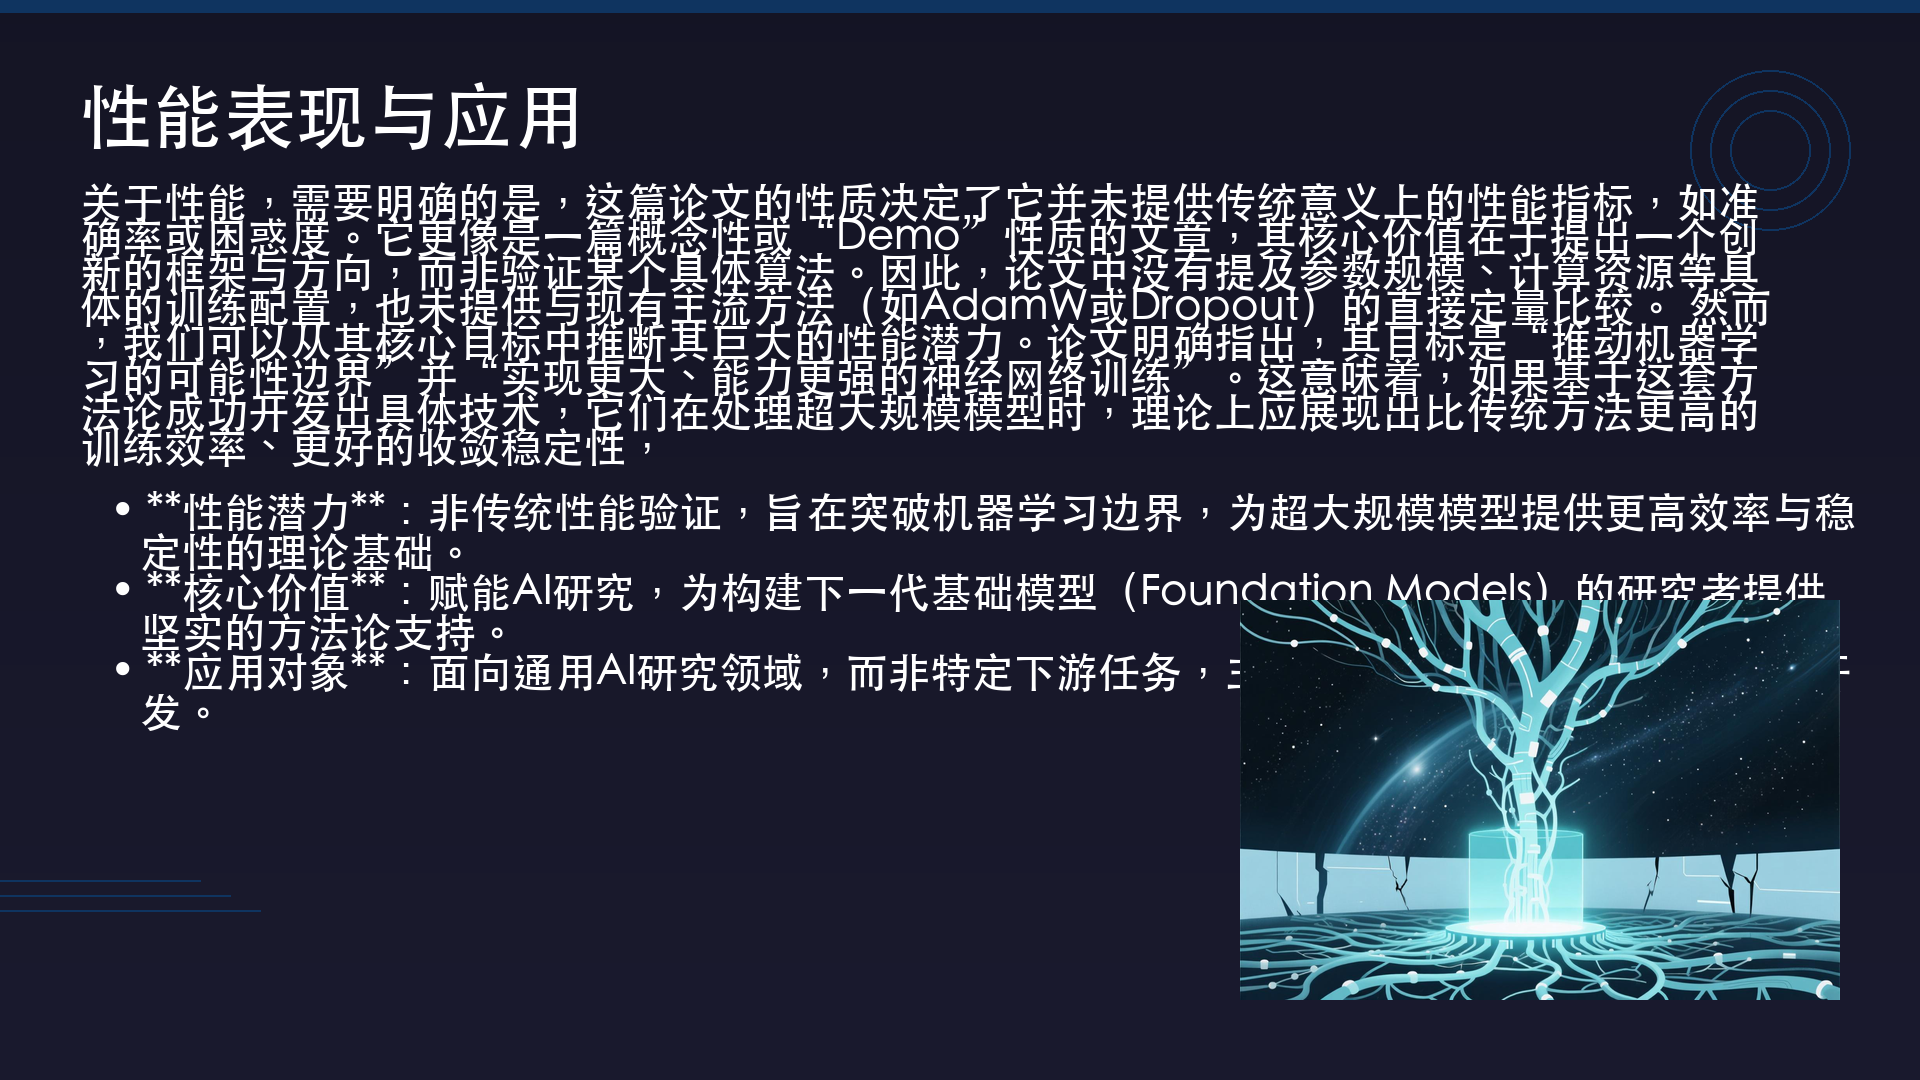 性能表现与应用
关于性能，需要明确的是，这篇论文的性质决定了它并未提供传统意义上的性能指标，如准
确率或困惑度。它更像是一篇概念性或“Demo”性质的文章，其核心价值在于提出一个创
新的框架与方向，而非验证某个具体算法。因此，论文中没有提及参数规模、计算资源等具
体的训练配置，也未提供与现有主流方法（如AdamW或Dropout）的直接定量比较。 然而
，我们可以从其核心目标中推断其巨大的性能潜力。论文明确指出，其目标是“推动机器学
习的可能性边界”并“实现更大、能力更强的神经网络训练”。这意味着，如果基于这套方
法论成功开发出具体技术，它们在处理超大规模模型时，理论上应展现出比传统方法更高的
训练效率、更好的收敛稳定性，
• **性能潜力**：非传统性能验证，旨在突破机器学习边界，为超大规模模型提供更高效率与稳
定性的理论基础。
• **核心价值**：赋能AI研究，为构建下一代基础模型（Foundation Models）的研究者提供
坚实的方法论支持。
• **应用对象**：面向通用AI研究领域，而非特定下游任务，
发。